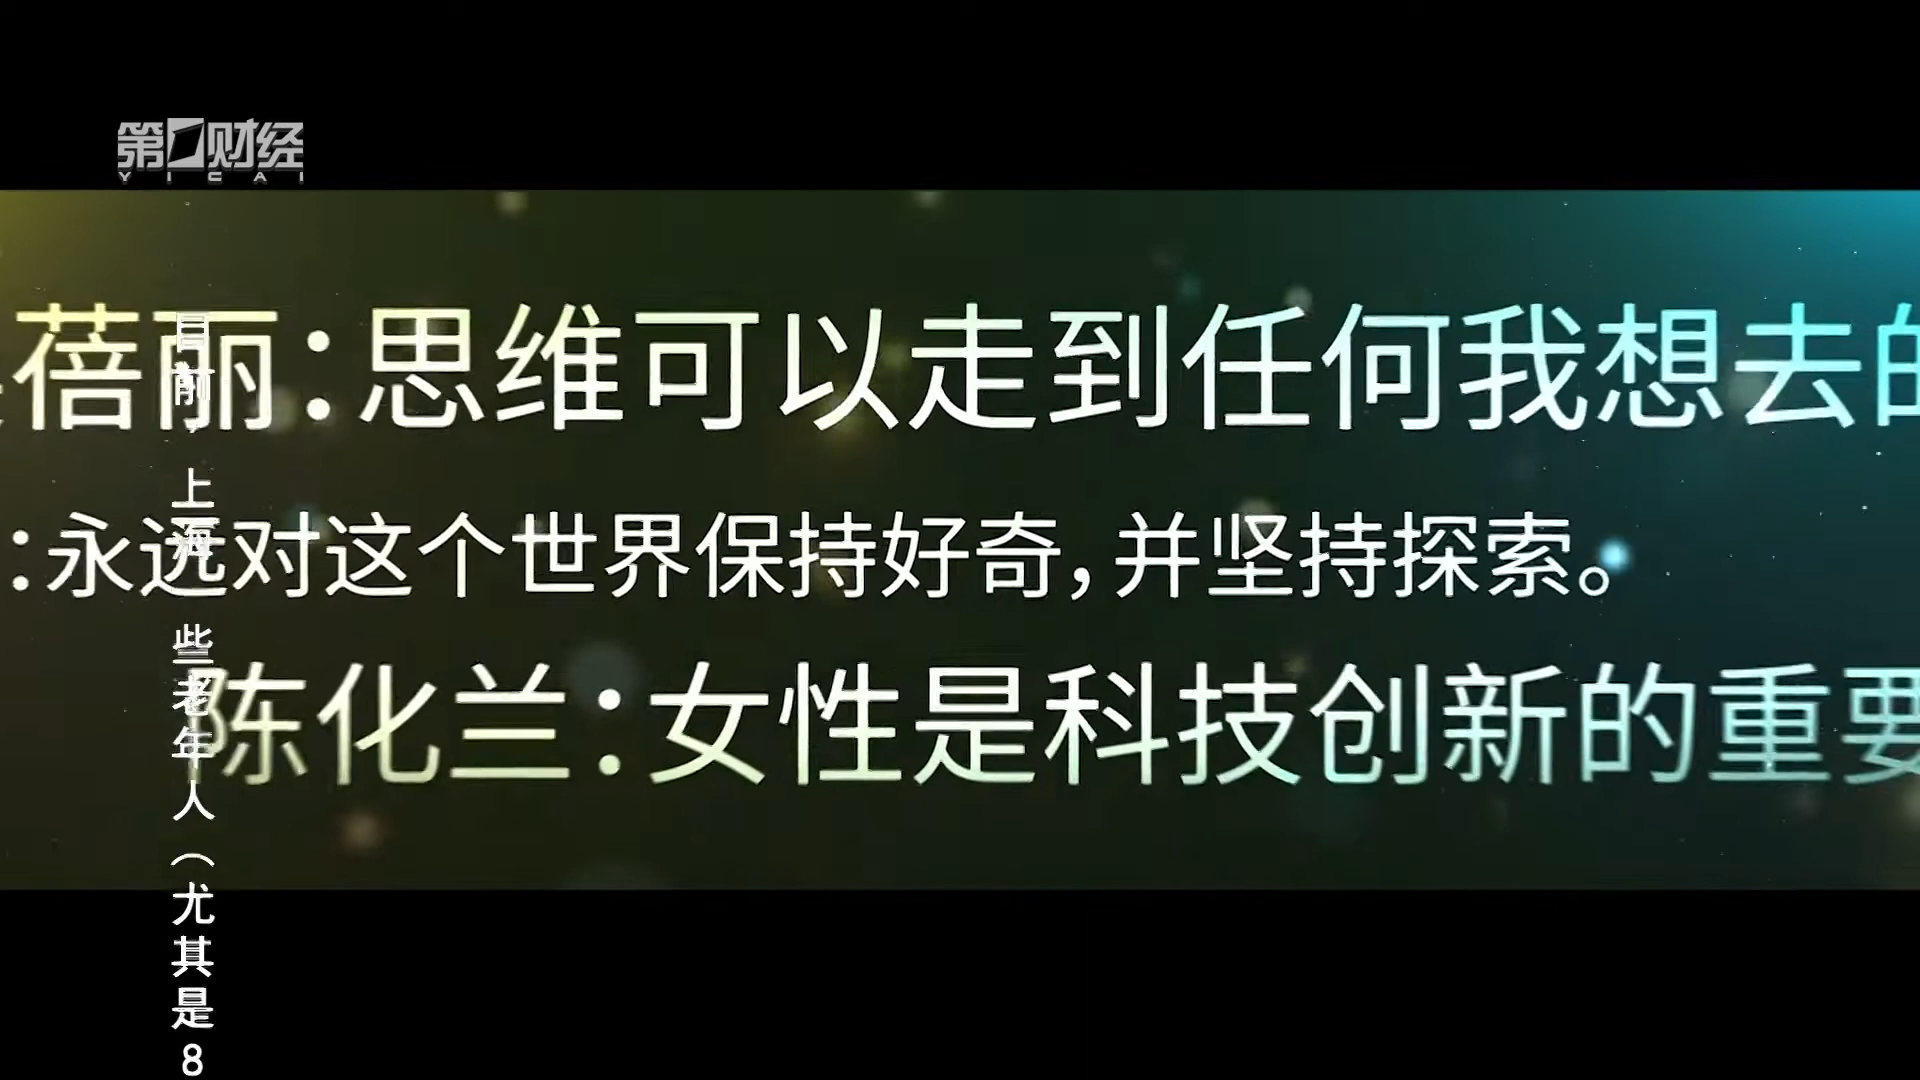 第一财经
YICAI
蓓丽：思维可以走到任何我想去的
：永远对这个世界保持好奇，并坚持探索。
陈化兰：女性是科技创新的重要
目前，上海一些老年人（尤其是8